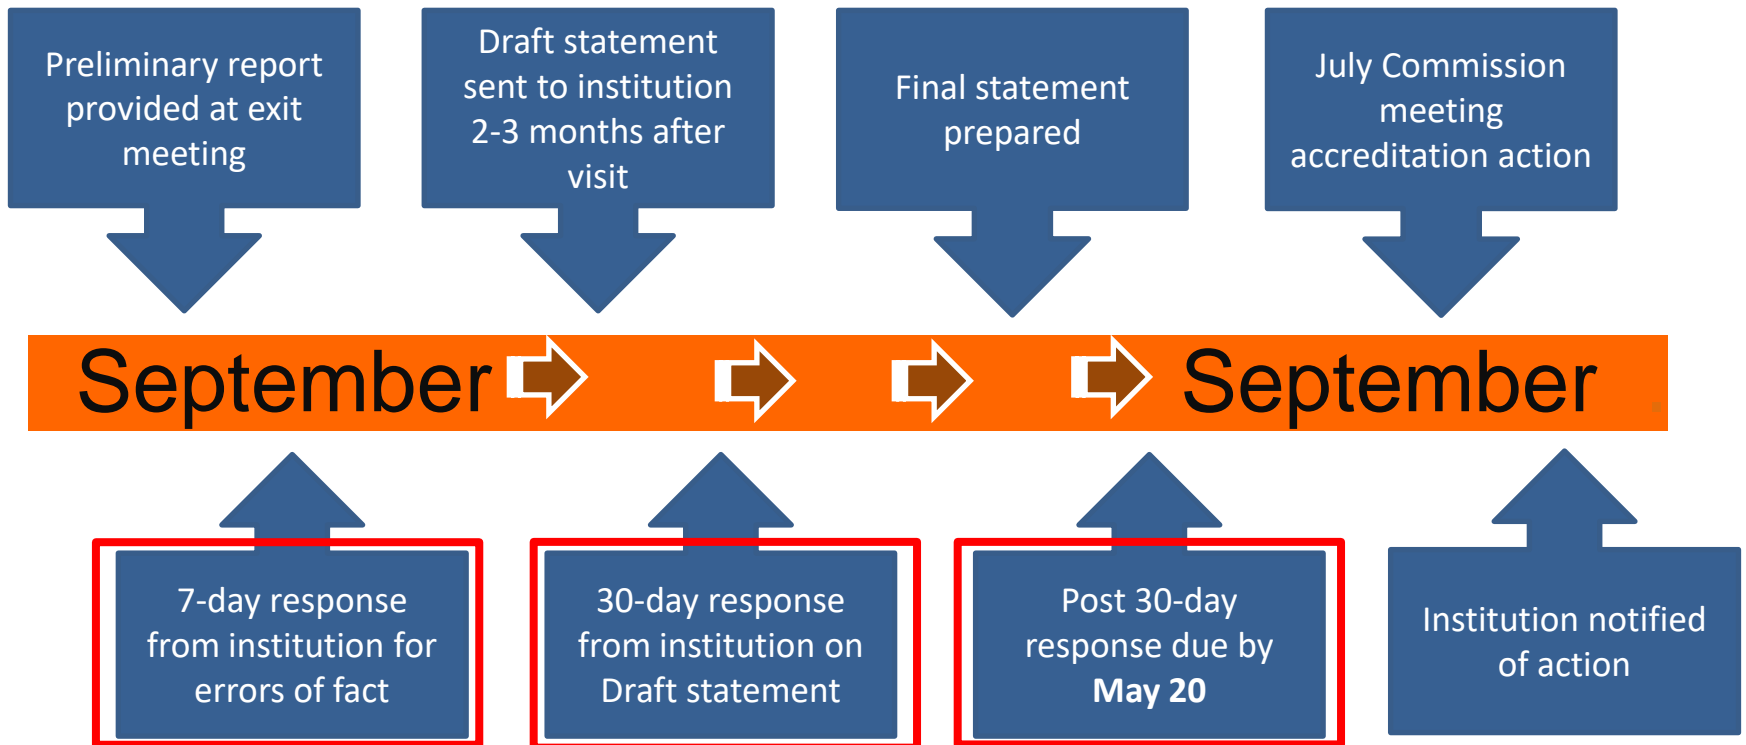 Preliminary report
provided at exit
meeting
Draft statement
sent to institution
2-3 months after
visit
Final statement
prepared
July Commission
meeting
accreditation action
September
September
7-day response
from institution for
errors of fact
30-day response
from institution on
Draft statement
Post 30-day
response due by
May 20
Institution notified
of action